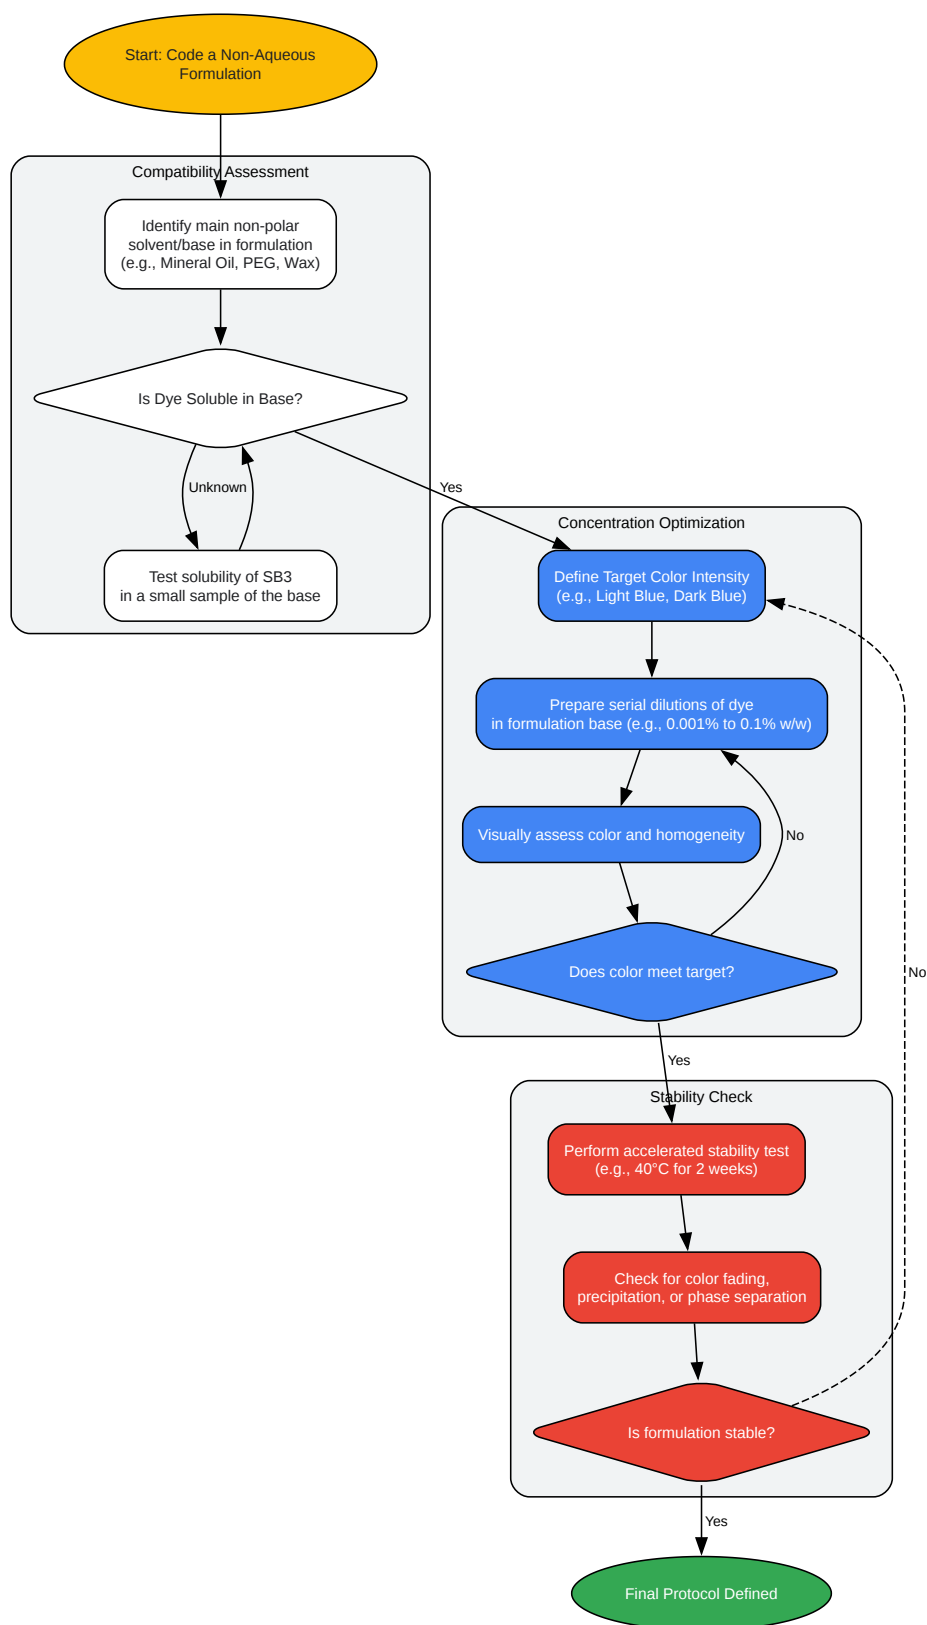 Start: Code a Non-Aqueous
Formulation
Compatibility Assessment
Identify main non-polar
solvent/base in formulation
(e.g., Mineral Oil, PEG, Wax)
Is Dye Soluble in Base?
Unknown
Yes
Test solubility of SB3
in a small sample of the base
Concentration Optimization
Define Target Color Intensity
(e.g., Light Blue, Dark Blue)
Prepare serial dilutions of dye
in formulation base (e.g., 0.001% to 0.1% w/w)
Visually assess color and homogeneity
No
Does color meet target?
No
Yes
Stability Check
Perform accelerated stability test
(e.g., 40°C for 2 weeks)
Check for color fading,
precipitation, or phase separation
Is formulation stable?
Yes
Final Protocol Defined